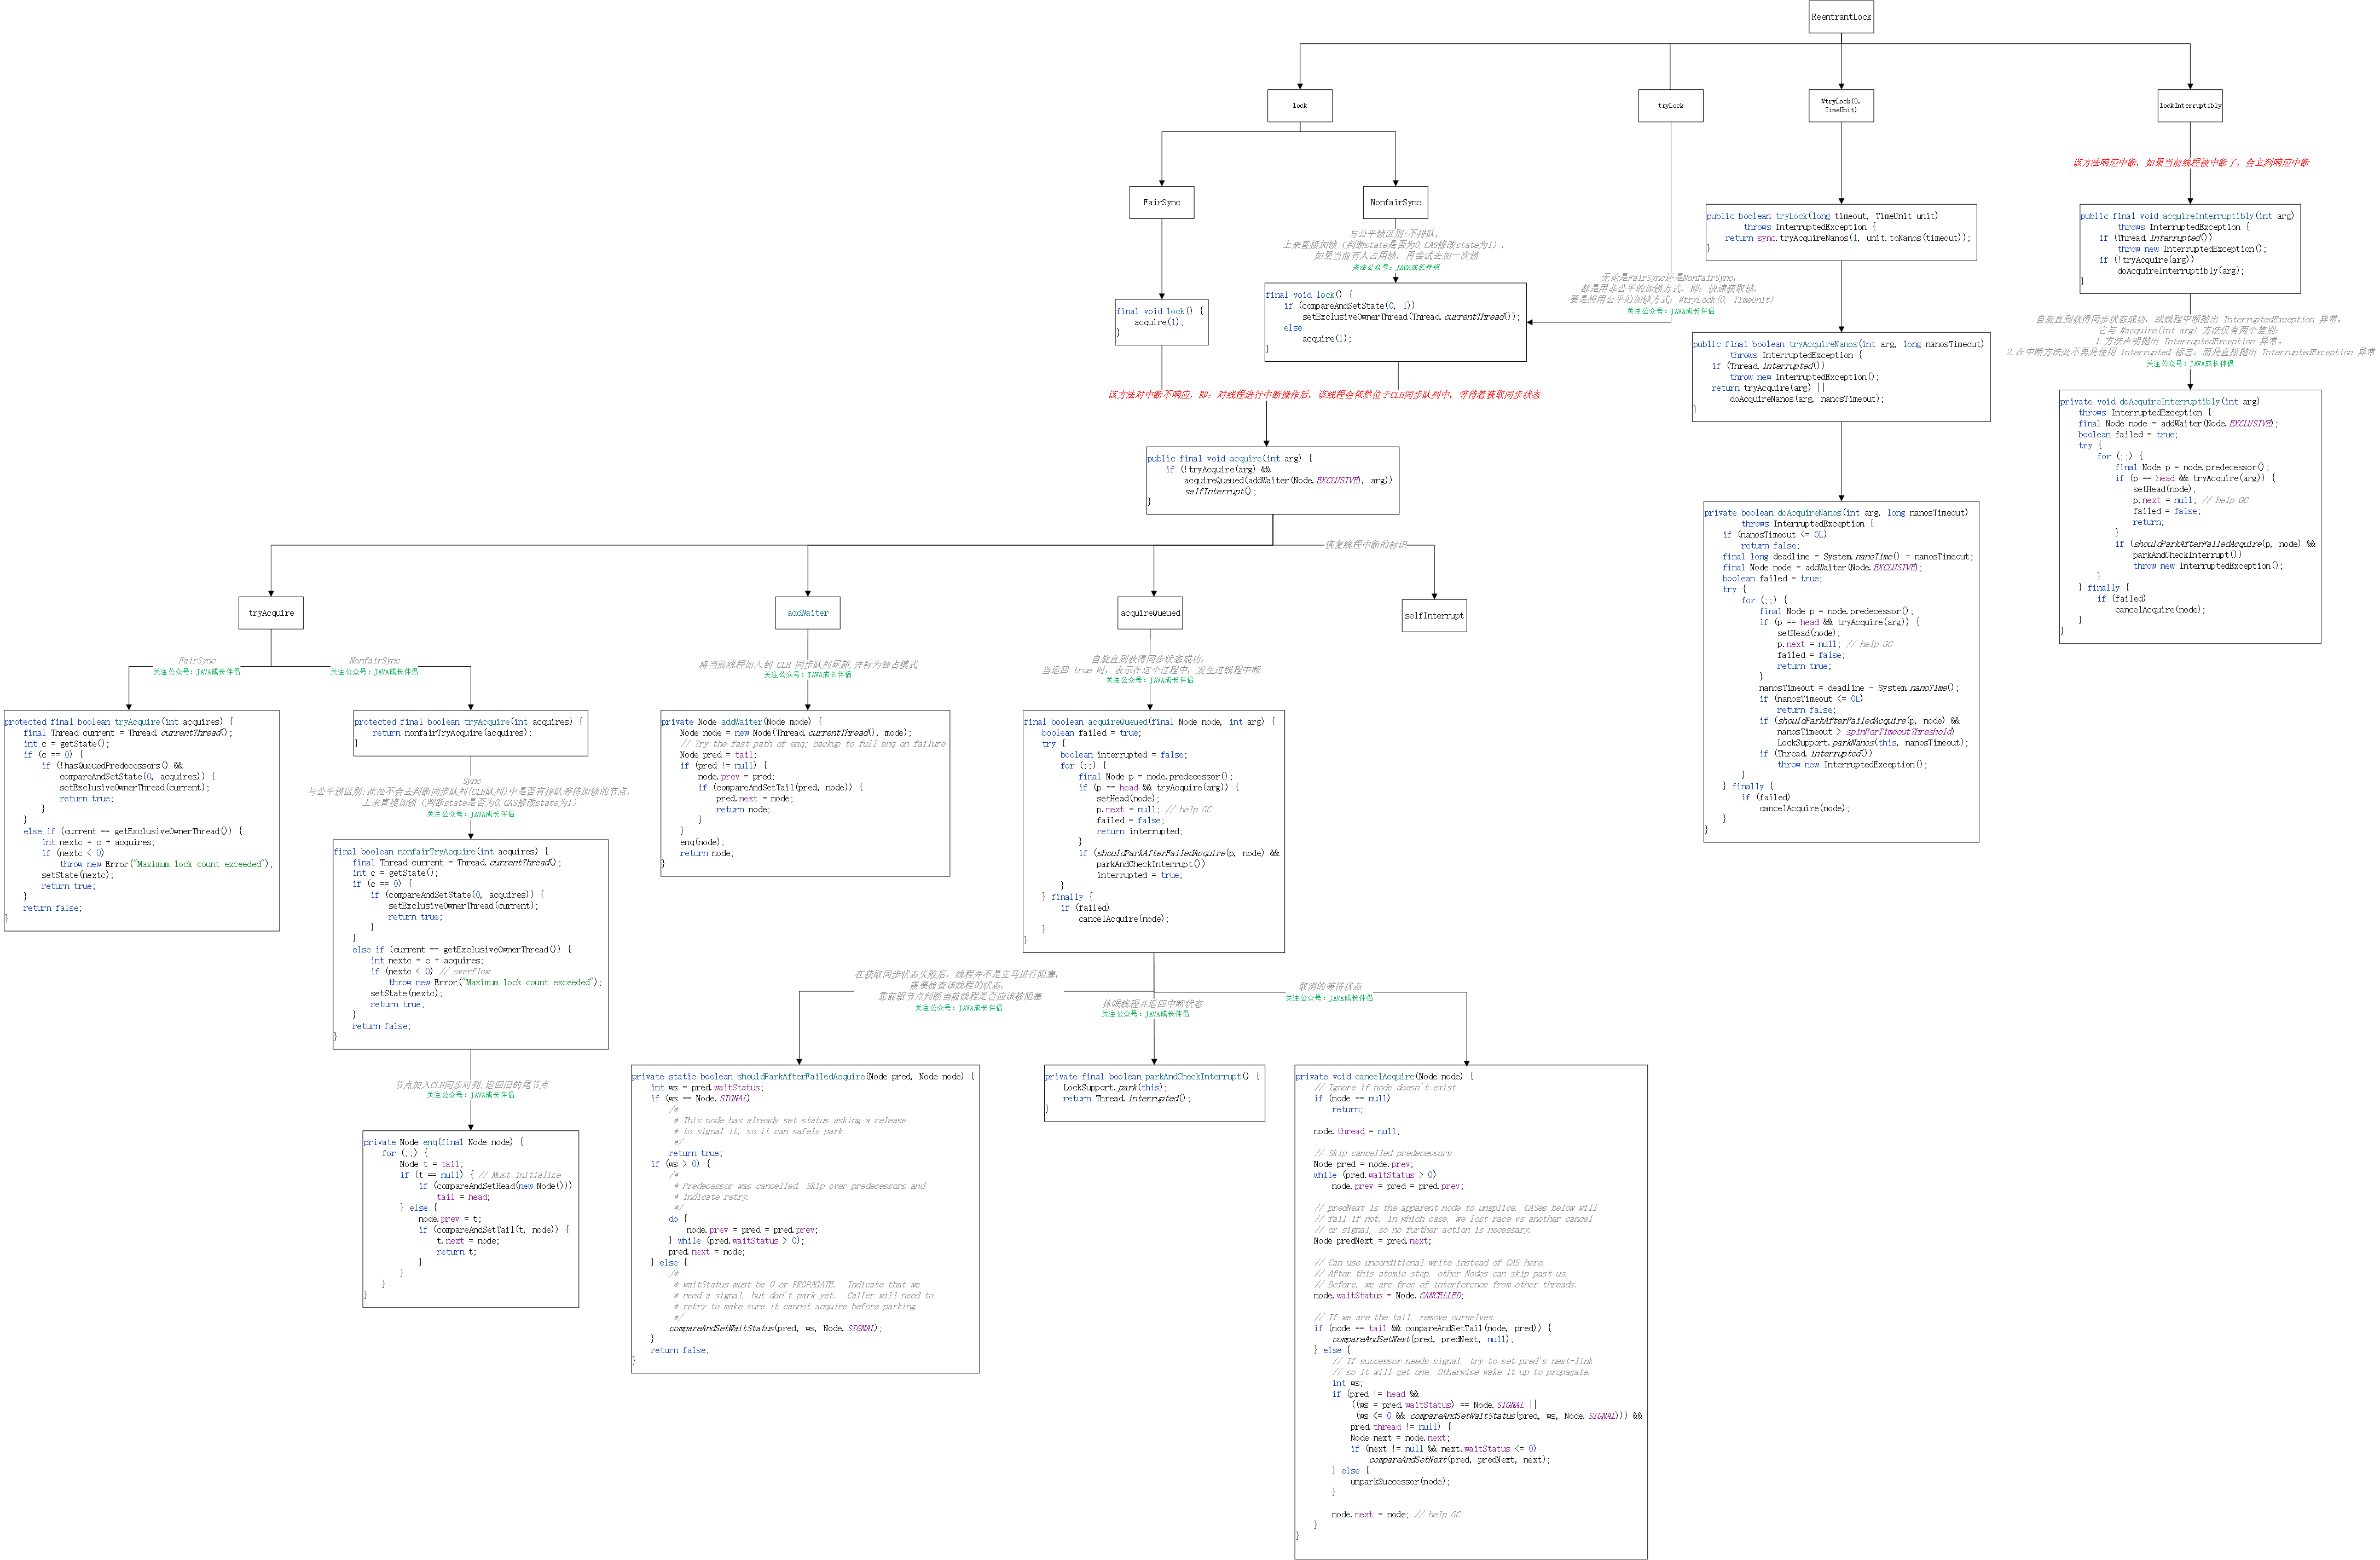 ReentrantLock
lock
tryLock
#tryLock(0,
TimeUnit)
lockInterruptibly
该方法响应中断，如果当前线程被中断了，会立刻响应中断
FairSync
NonfairSync
与公平锁区别:不排队，
上来直接加锁（判断state是否为0,CAS修改state为1），
如果当前有人占用锁，再尝试去加一次锁
关注公众号：JAVA成长伴侣
无论是FairSync还是NonfairSync，
都是用非公平的加锁方式、即：快速获取锁，
要是想用公平的加锁方式：#tryLock(0, TimeUnit)
关注公众号：JAVA成长伴侣
public boolean tryLock(long timeout, TimeUnit unit)
throws InterruptedException {
return sync.tryAcquireNanos(1, unit.toNanos(timeout));
}
public final void acquireInterruptibly(int arg)
throws InterruptedException {
if (Thread.interrupted())
throw new InterruptedException();
if (!tryAcquire(arg))
doAcquireInterruptibly(arg);
}
final void lock() {
acquire(1);
}
final void lock() {
if (compareAndSetState(0, 1))
setExclusiveOwnerThread(Thread.currentThread());
else
acquire(1);
}
public final boolean tryAcquireNanos(int arg, long nanosTimeout)
throws InterruptedException {
if (Thread.interrupted())
throw new InterruptedException();
return tryAcquire(arg) ||
doAcquireNanos(arg, nanosTimeout);
}
自旋直到获得同步状态成功，或线程中断抛出 InterruptedException 异常。
它与 #acquire(int arg) 方法仅有两个差别：
1.方法声明抛出 InterruptedException 异常。
2.在中断方法处不再是使用 interrupted 标志，而是直接抛出 InterruptedException 异常
关注公众号：JAVA成长伴侣
该方法对中断不响应，即：对线程进行中断操作后，该线程会依然位于CLH同步队列中，等待着获取同步状态
private void doAcquireInterruptibly(int arg)
throws InterruptedException {
final Node node = addWaiter(Node.EXCLUSIVE);
boolean failed = true;
try {
for (;;) {
final Node p = node.predecessor();
if (p == head && tryAcquire(arg)) {
setHead(node);
p.next = null; // help GC
failed = false;
return;
}
if (shouldParkAfterFailedAcquire(p, node) &&
parkAndCheckInterrupt())
throw new InterruptedException();
}
} finally {
if (failed)
cancelAcquire(node);
}
}
public final void acquire(int arg) {
if (!tryAcquire(arg) &&
acquireQueued(addWaiter(Node.EXCLUSIVE), arg))
selfInterrupt();
}
private boolean doAcquireNanos(int arg, long nanosTimeout)
throws InterruptedException {
if (nanosTimeout <= 0L)
return false;
final long deadline = System.nanoTime() + nanosTimeout;
final Node node = addWaiter(Node.EXCLUSIVE);
boolean failed = true;
try {
for (;;) {
final Node p = node.predecessor();
if (p == head && tryAcquire(arg)) {
setHead(node);
p.next = null; // help GC
failed = false;
return true;
}
nanosTimeout = deadline - System.nanoTime();
if (nanosTimeout <= 0L)
return false;
if (shouldParkAfterFailedAcquire(p, node) &&
nanosTimeout > spinForTimeoutThreshold)
LockSupport.parkNanos(this, nanosTimeout);
if (Thread.interrupted())
throw new InterruptedException();
}
} finally {
if (failed)
cancelAcquire(node);
}
}
恢复线程中断的标识
tryAcquire
addWaiter
acquireQueued
selfInterrupt
FairSync
关注公众号：JAVA成长伴侣
NonfairSync
关注公众号：JAVA成长伴侣
将当前线程加入到 CLH 同步队列尾部,并标为独占模式
关注公众号：JAVA成长伴侣
自旋直到获得同步状态成功，
当返回 true 时，表示在这个过程中，发生过线程中断
关注公众号：JAVA成长伴侣
protected final boolean tryAcquire(int acquires) {
final Thread current = Thread.currentThread();
int c = getState();
if (c == 0) {
if (!hasQueuedPredecessors() &&
compareAndSetState(0, acquires)) {
setExclusiveOwnerThread(current);
return true;
}
}
else if (current == getExclusiveOwnerThread()) {
int nextc = c + acquires;
if (nextc < 0)
throw new Error("Maximum lock count exceeded");
setState(nextc);
return true;
}
return false;
}
protected final boolean tryAcquire(int acquires) {
return nonfairTryAcquire(acquires);
}
Sync
与公平锁区别:此处不会去判断同步队列(CLH队列)中是否有排队等待加锁的节点，
上来直接加锁（判断state是否为0,CAS修改state为1）
关注公众号：JAVA成长伴侣
final boolean nonfairTryAcquire(int acquires) {
final Thread current = Thread.currentThread();
int c = getState();
if (c == 0) {
if (compareAndSetState(0, acquires)) {
setExclusiveOwnerThread(current);
return true;
}
}
else if (current == getExclusiveOwnerThread()) {
int nextc = c + acquires;
if (nextc < 0) // overflow
throw new Error("Maximum lock count exceeded");
setState(nextc);
return true;
}
return false;
}
节点加入CLH同步对列,返回旧的尾节点
关注公众号：JAVA成长伴侣
private Node enq(final Node node) {
for (;;) {
Node t = tail;
if (t == null) { // Must initialize
if (compareAndSetHead(new Node()))
tail = head;
} else {
node.prev = t;
if (compareAndSetTail(t, node)) {
t.next = node;
return t;
}
}
}
}
private Node addWaiter(Node mode) {
Node node = new Node(Thread.currentThread(), mode);
// Try the fast path of enq; backup to full enq on failure
Node pred = tail;
if (pred != null) {
node.prev = pred;
if (compareAndSetTail(pred, node)) {
pred.next = node;
return node;
}
}
enq(node);
return node;
}
final boolean acquireQueued(final Node node, int arg) {
boolean failed = true;
try {
boolean interrupted = false;
for (;;) {
final Node p = node.predecessor();
if (p == head && tryAcquire(arg)) {
setHead(node);
p.next = null; // help GC
failed = false;
return interrupted;
}
if (shouldParkAfterFailedAcquire(p, node) &&
parkAndCheckInterrupt())
interrupted = true;
}
} finally {
if (failed)
cancelAcquire(node);
}
}
在获取同步状态失败后，线程并不是立马进行阻塞，
需要检查该线程的状态，
靠前驱节点判断当前线程是否应该被阻塞
关注公众号：JAVA成长伴侣
休眠线程并返回中断状态
关注公众号：JAVA成长伴侣
取消的等待状态
关注公众号：JAVA成长伴侣
private static boolean shouldParkAfterFailedAcquire(Node pred, Node node) {
int ws = pred.waitStatus;
if (ws == Node.SIGNAL)
/*
* This node has already set status asking a release
* to signal it, so it can safely park.
*/
return true;
if (ws > 0) {
/*
* Predecessor was cancelled. Skip over predecessors and
* indicate retry.
*/
do {
node.prev = pred = pred.prev;
} while (pred.waitStatus > 0);
pred.next = node;
} else {
/*
* waitStatus must be 0 or PROPAGATE.  Indicate that we
* need a signal, but don't park yet.  Caller will need to
* retry to make sure it cannot acquire before parking.
*/
compareAndSetWaitStatus(pred, ws, Node.SIGNAL);
}
return false;
}
private final boolean parkAndCheckInterrupt() {
LockSupport.park(this);
return Thread.interrupted();
}
private void cancelAcquire(Node node) {
// Ignore if node doesn't exist
if (node == null)
return;
node.thread = null;
// Skip cancelled predecessors
Node pred = node.prev;
while (pred.waitStatus > 0)
node.prev = pred = pred.prev;
// predNext is the apparent node to unsplice. CASes below will
// fail if not, in which case, we lost race vs another cancel
// or signal, so no further action is necessary.
Node predNext = pred.next;
// Can use unconditional write instead of CAS here.
// After this atomic step, other Nodes can skip past us.
// Before, we are free of interference from other threads.
node.waitStatus = Node.CANCELLED;
// If we are the tail, remove ourselves.
if (node == tail && compareAndSetTail(node, pred)) {
compareAndSetNext(pred, predNext, null);
} else {
// If successor needs signal, try to set pred's next-link
// so it will get one. Otherwise wake it up to propagate.
int ws;
if (pred != head &&
((ws = pred.waitStatus) == Node.SIGNAL ||
(ws <= 0 && compareAndSetWaitStatus(pred, ws, Node.SIGNAL))) &&
pred.thread != null) {
Node next = node.next;
if (next != null && next.waitStatus <= 0)
compareAndSetNext(pred, predNext, next);
} else {
unparkSuccessor(node);
}
node.next = node; // help GC
}
}